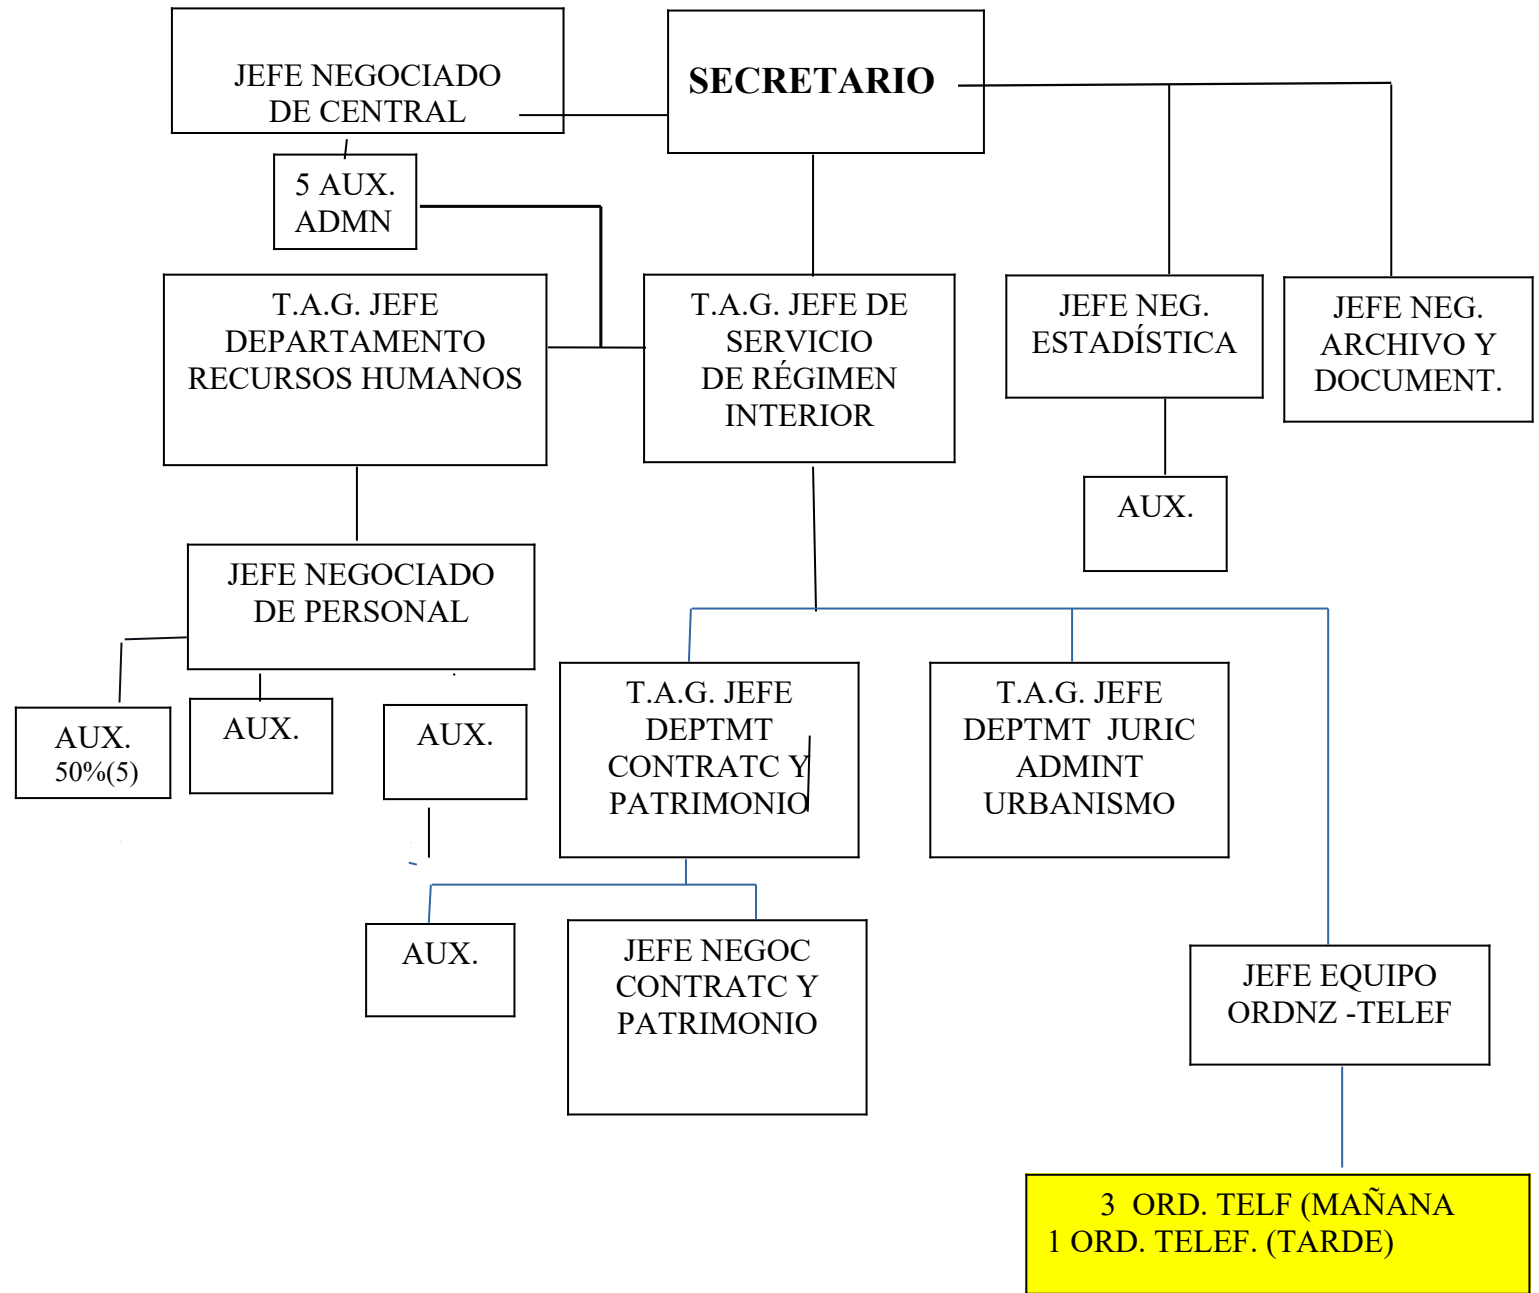 JEFE NEGOCIADO
DE CENTRAL
SECRETARIO
5 AUX.
ADMN
T.A.G. JEFE
DEPARTAMENTO
RECURSOS HUMANOS
T.A.G. JEFE DE
SERVICIO
DE RÉGIMEN
INTERIOR
JEFE NEG.
ESTADÍSTICA
JEFE NEG.
ARCHIVO Y
DOCUMENT.
AUX.
JEFE NEGOCIADO
DE PERSONAL
AUX.
50%(5)
AUX.
AUX.
T.A.G. JEFE
DEPTMT
CONTRATC Y
PATRIMONIO
T.A.G. JEFE
DEPTMT JURIC
ADMINT
URBANISMO
AUX.
JEFE NEGOC
CONTRATC Y
PATRIMONIO
JEFE EQUIPO
ORDNZ -TELEF
3 ORD. TELF (MAÑANA
1 ORD. TELEF. (TARDE)